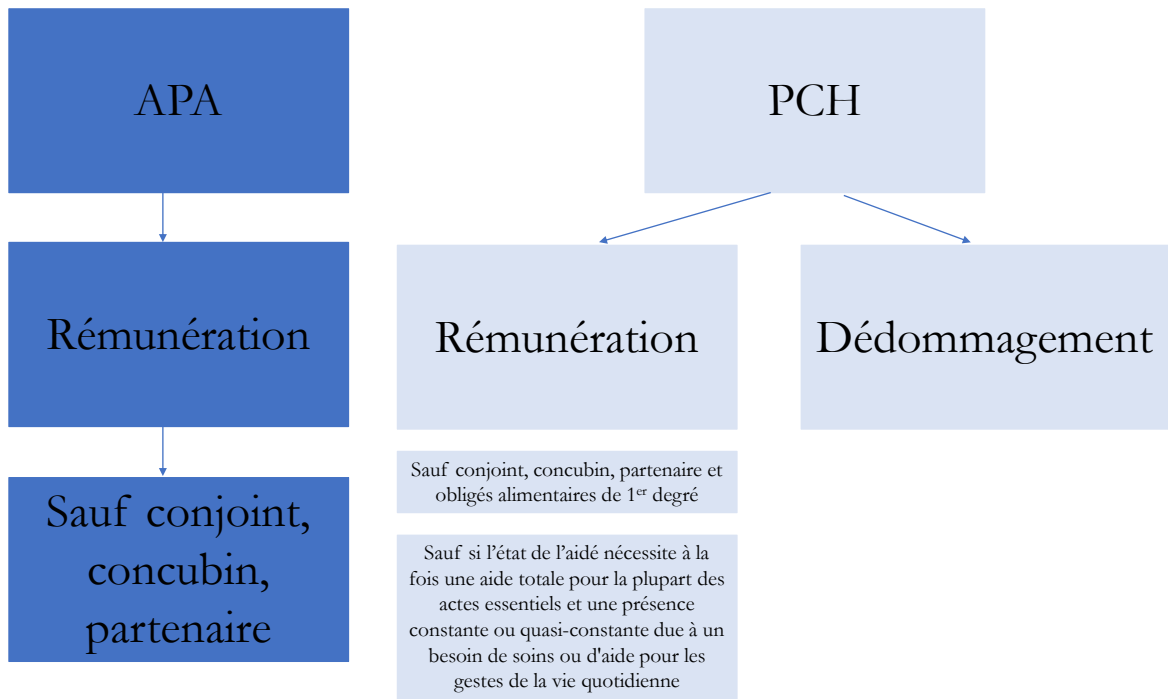 APA
Rémunération
Sauf conjoint,
concubin,
partenaire
PCH
Rémunération
Dédommagement
Sauf conjoint, concubin, partenaire et
obligés alimentaires de 1er degré
Sauf si l’état de l’aidé nécessite à la
fois une aide totale pour la plupart des
actes essentiels et une présence
constante ou quasi-constante due à un
besoin de soins ou d'aide pour les
gestes de la vie quotidienne